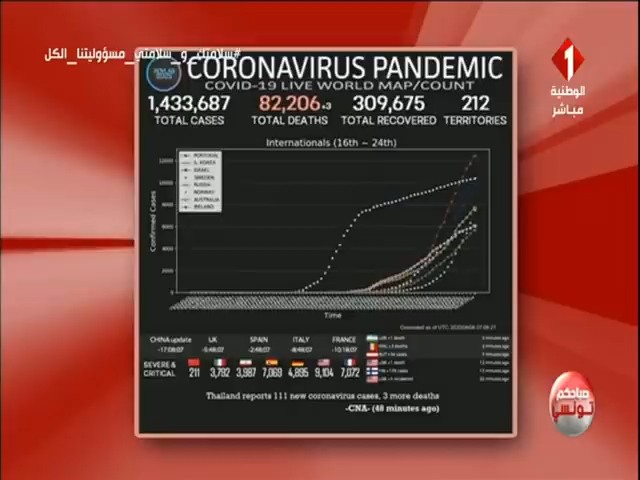 #سلامتك_و_سلامتي_مسؤوليتنا_الكل
الوطنية
مباشر
CORONAVIRUS PANDEMIC
COVID-19 LIVE WORLD MAP/COUNT
1,433,687 82,206+3 309,675 212
TOTAL CASES TOTAL DEATHS TOTAL RECOVERED TERRITORIES
Internationals (16th ~ 24th)
PORTUGAL
S. KOREA
ISRAEL
SWEDEN
RUSSIA
NORWAY
AUSTRALIA
IRELAND
Confirmed Cases
Time
CHINA update UK SPAIN ITALY FRANCE
SEVERE & CRITICAL 211 3,792 3,987 7,069 4,895 9,104 7,072
Thailand reports 111 new coronavirus cases, 3 more deaths
-CNA- (48 minutes ago)
صباحكم
تونسي